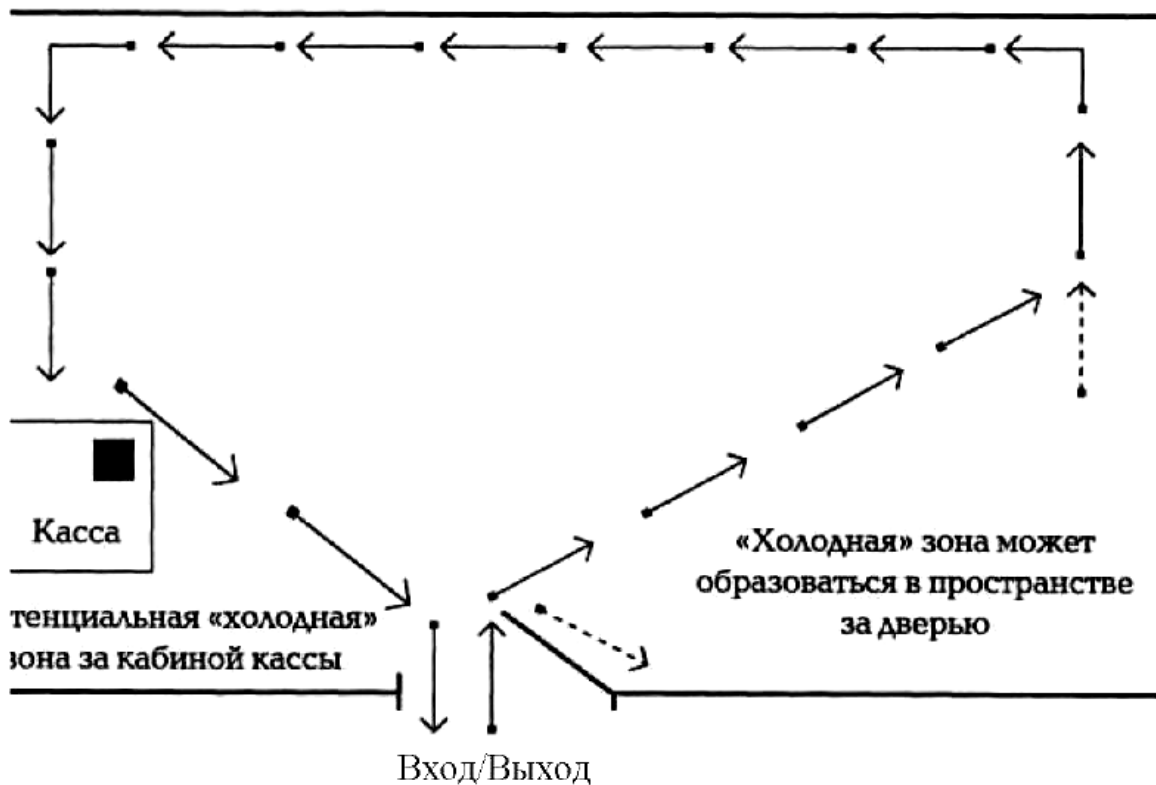 Касса
«Холодная» зона может
образоваться в пространстве
за дверью
тенциальная «холодная»
зона за кабиной кассы
Вход/Выход